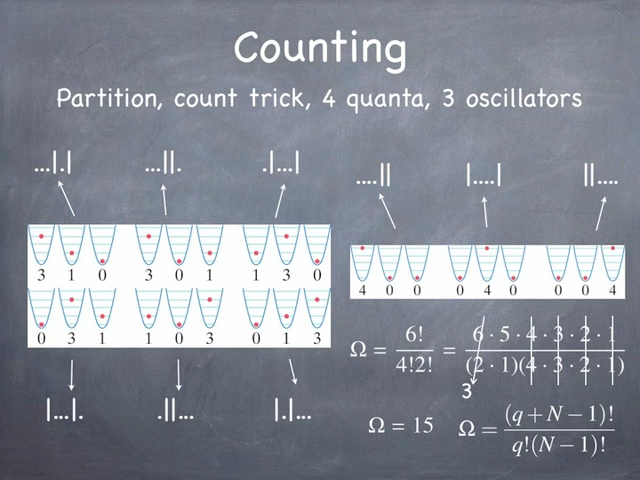 Counting
Partition, count trick, 4 quanta, 3 oscillators
...|.| ...||. .|...|
....|| |....| ||....
3 1 0 3 0 1 1 3 0
4 0 0 0 4 0 0 0 4
0 3 1 1 0 3 0 1 3
Ω = 6!/4!2! = 6·5·4·3·2·1/(2·1)(4·3·2·1)
3
|...|. .||... |.|...
Ω = 15 Ω = (q+N−1)!/q!(N−1)!